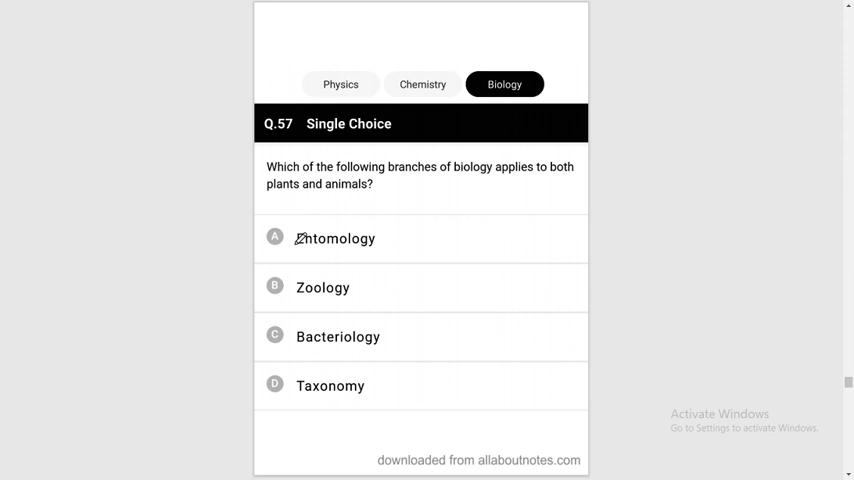 Physics Chemistry Biology
Q.57 Single Choice
Which of the following branches of biology applies to both
plants and animals?
A Entomology
B Zoology
C Bacteriology
D Taxonomy
Activate Windows
Go to Settings to activate Windows.
downloaded from allaboutnotes.com